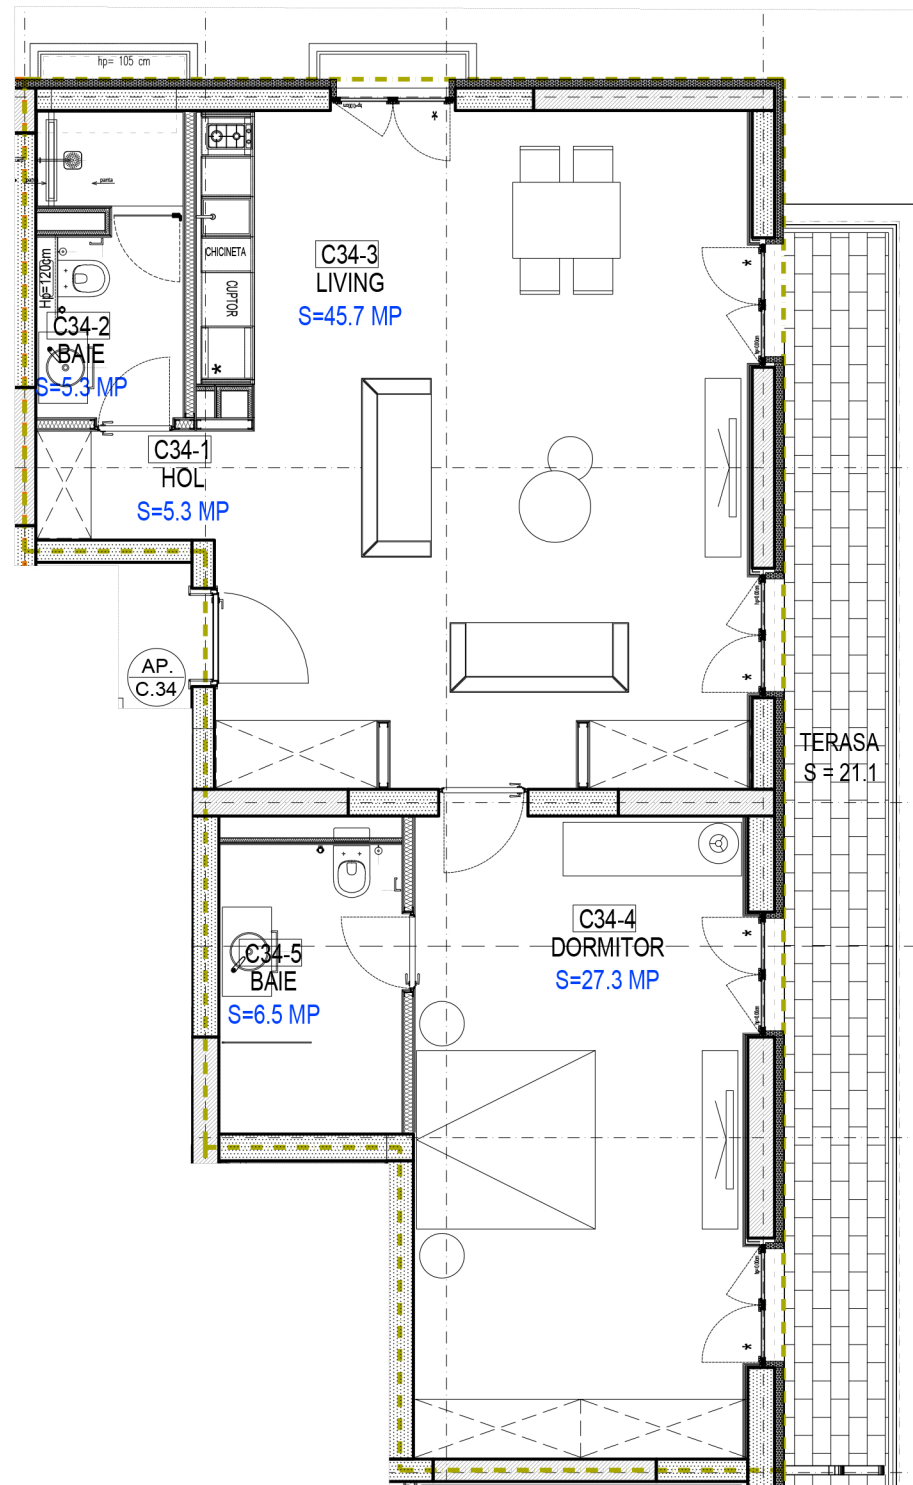 hp= 105 cm
*
panta
panta
CHICINETA
CUPTOR
*
Hp=120cm
C34-2
BAIE
S=5.3 MP
C34-3
LIVING
S=45.7 MP
*
C34-1
HOL
S=5.3 MP
AP.
C.34
*
TERASA
S = 21.1
C34-4
DORMITOR
S=27.3 MP
*
C34-5
BAIE
S=6.5 MP
*